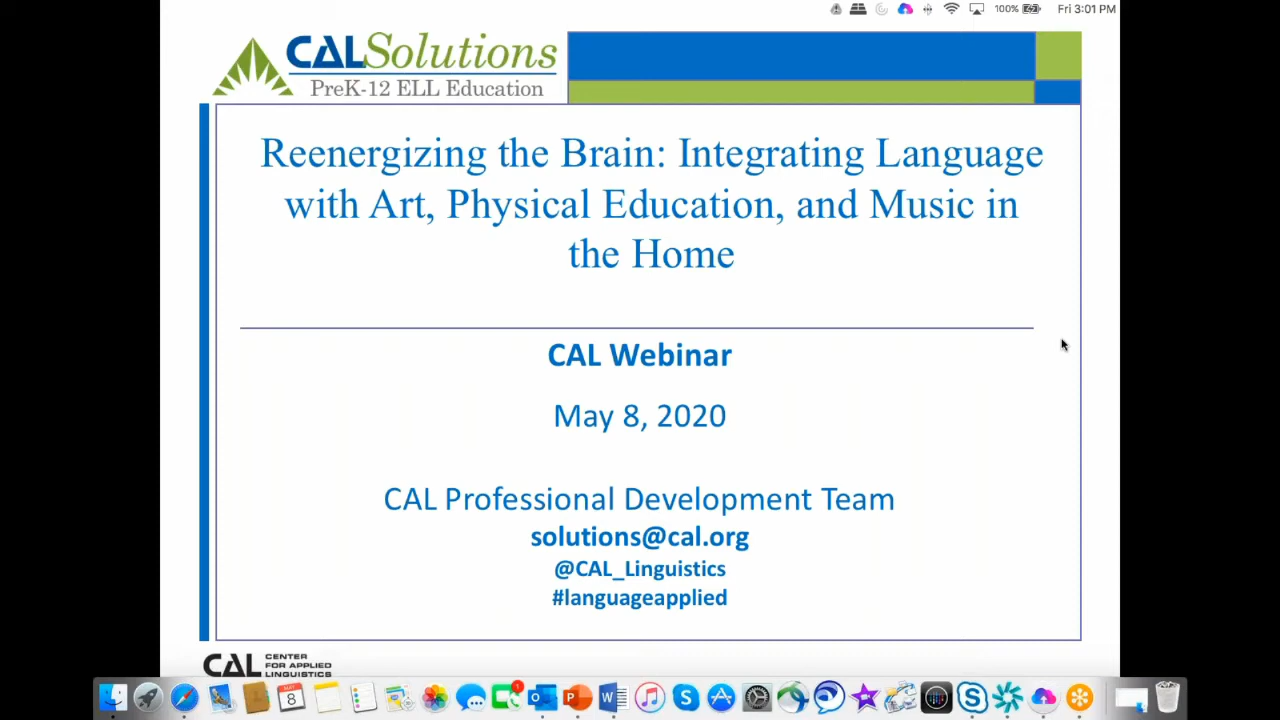 100% Fri 3:01 PM
CALSolutions
PreK-12 ELL Education
Reenergizing the Brain: Integrating Language
with Art, Physical Education, and Music in
the Home
CAL Webinar
May 8, 2020
CAL Professional Development Team
solutions@cal.org
@CAL_Linguistics
#languageapplied
CAL CENTER
FOR APPLIED
LINGUISTICS
MAY
8
1